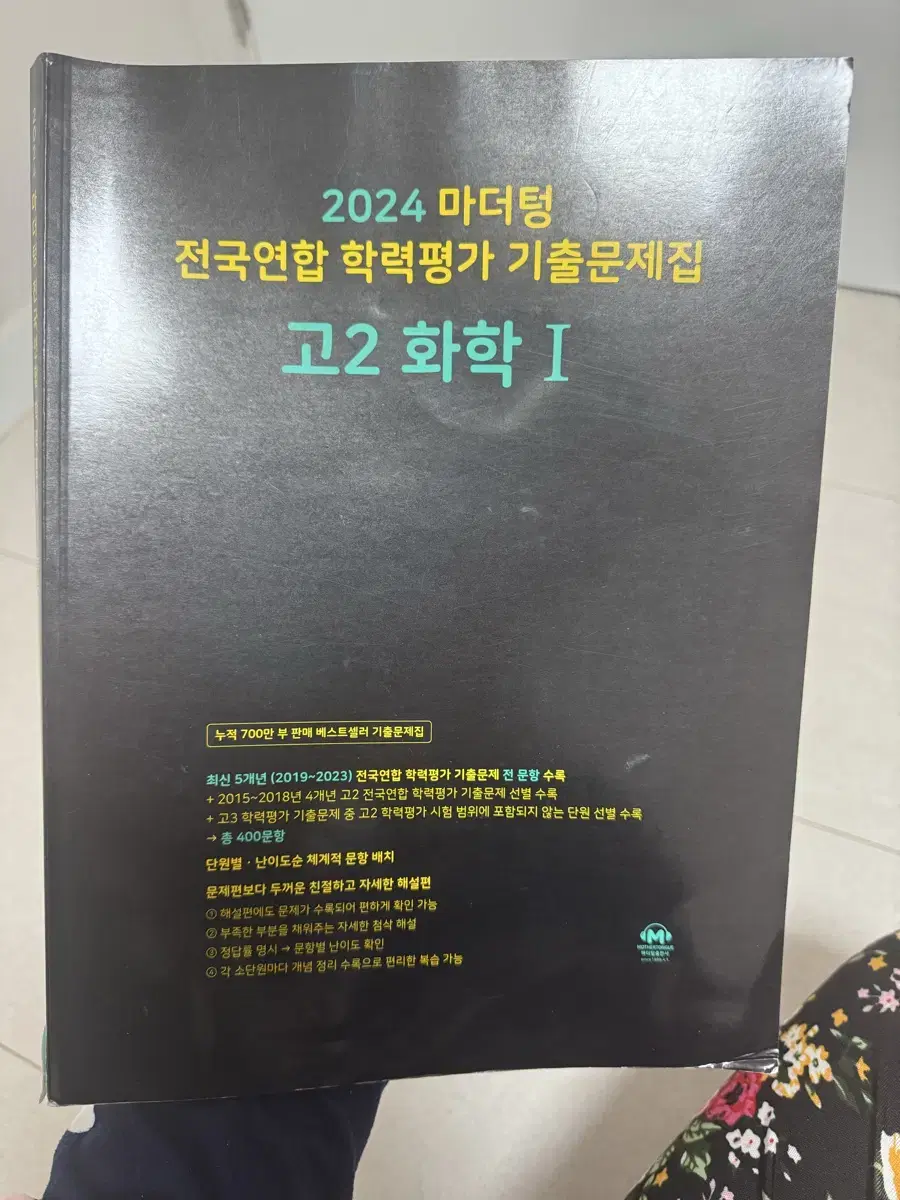 2024 마더텅
전국연합 학력평가 기출문제집
고2 화학 I
누적 700만 부 판매 베스트셀러 기출문제집
최신 5개년 (2019~2023) 전국연합 학력평가 기출문제 전 문항 수록
+ 2015~2018년 4개년 고2 전국연합 학력평가 기출문제 선별 수록
+ 고3 학력평가 기출문제 중 고2 학력평가 시험 범위에 포함되지 않는 단원 선별 수록
→ 총 400문항
단원별 · 난이도순 체계적 문항 배치
문제편보다 두꺼운 친절하고 자세한 해설편
① 해설편에도 문제가 수록되어 편하게 확인 가능
② 부족한 부분을 채워주는 자세한 첨삭 해설
③ 정답률 명시 → 문항별 난이도 확인
④ 각 소단원마다 개념 정리 수록으로 편리한 복습 가능
M
MOTHERTONGUE